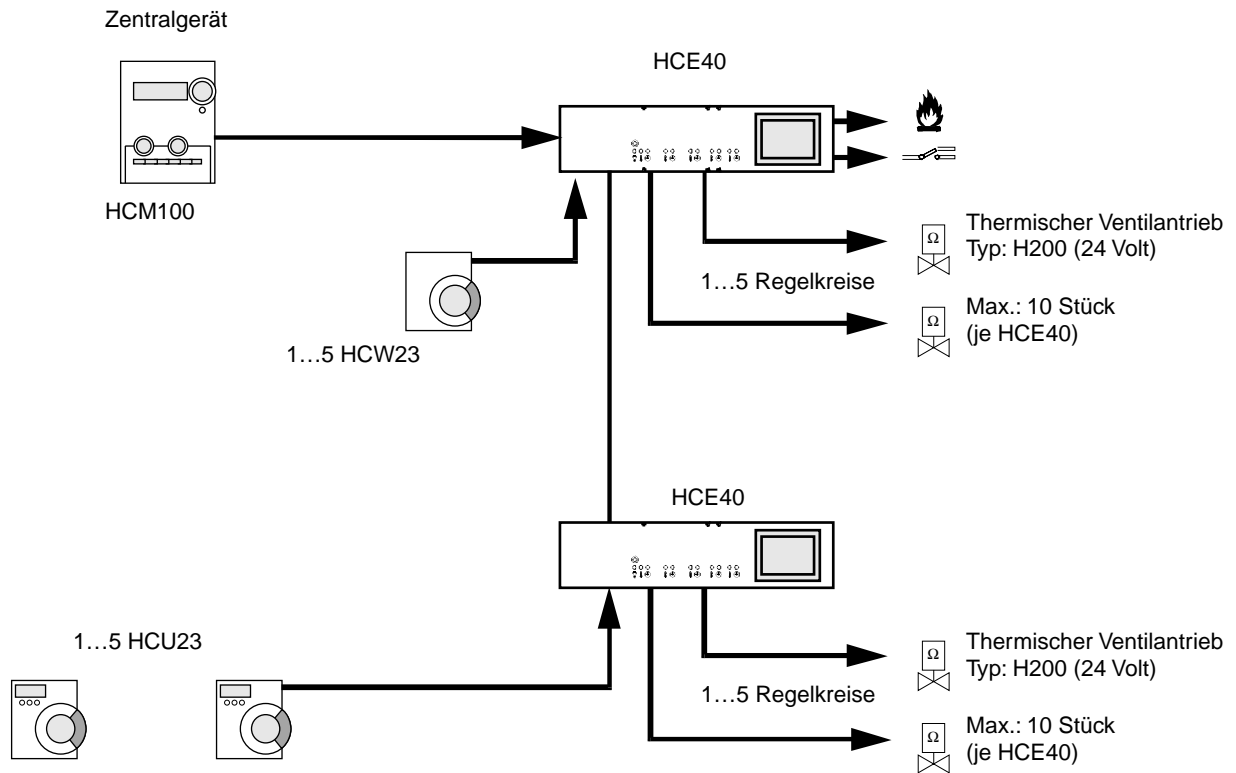 Zentralgerät
HCE40
HCM100
Ω
Thermischer Ventilantrieb
Typ: H200 (24 Volt)
1…5 Regelkreise
Ω
Max.: 10 Stück
(je HCE40)
1…5 HCW23
HCE40
1…5 HCU23
Ω
Thermischer Ventilantrieb
Typ: H200 (24 Volt)
1…5 Regelkreise
Ω
Max.: 10 Stück
(je HCE40)